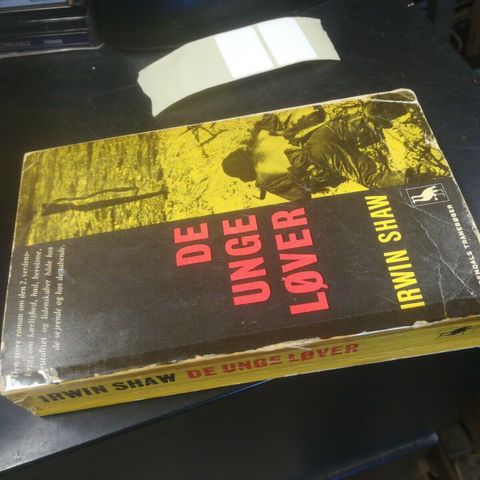 DE
UNGE
LØVER
IRWIN SHAW
Den store roman om den 2. verdens-
krig, om kærlighed, had, heroisme,
brutalitet og lidenskaber både hos
de sejrende og hos de tabende.
GYLDENDALS TRANEBØGER
IRWIN SHAW DE UNGE LØVER